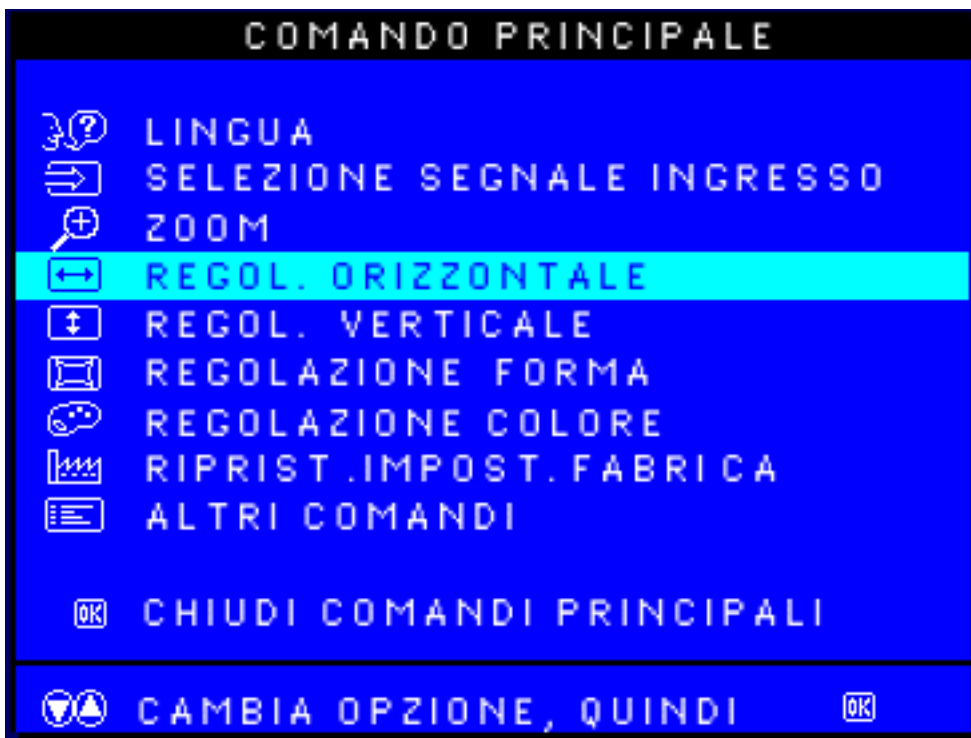 COMANDO PRINCIPALE
LINGUA
SELEZIONE SEGNALE INGRESSO
ZOOM
REGOL. ORIZZONTALE
REGOL. VERTICALE
REGOLAZIONE FORMA
REGOLAZIONE COLORE
RIPRIST.IMPOST.FABRICA
ALTRI COMANDI
OK CHIUDI COMANDI PRINCIPALI
CAMBIA OPZIONE, QUINDI OK